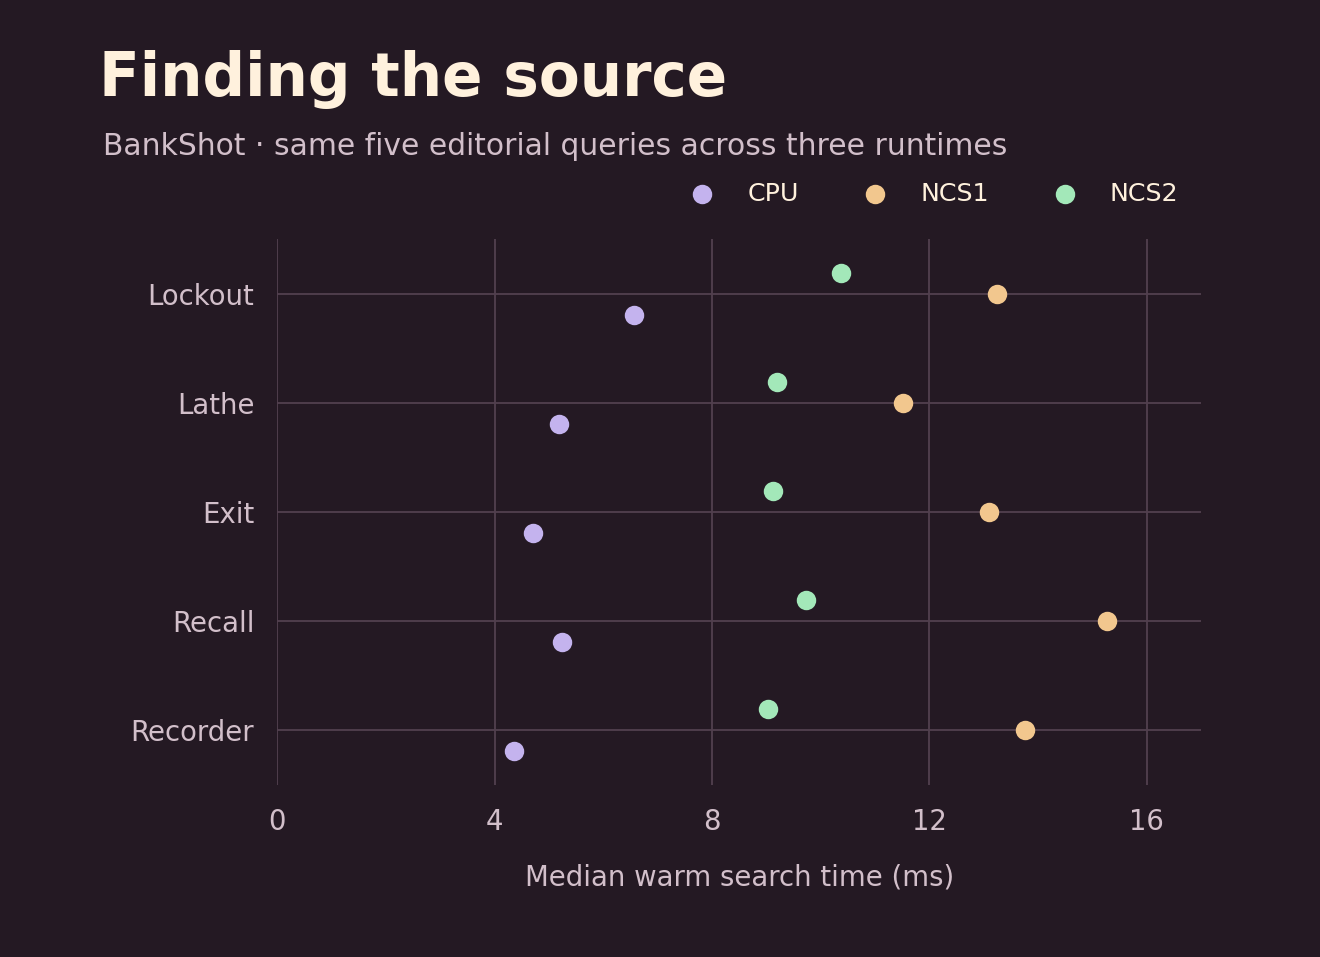 Finding the source
BankShot · same five editorial queries across three runtimes
CPU NCS1 NCS2
Lockout
Lathe
Exit
Recall
Recorder
0 4 8 12 16
Median warm search time (ms)